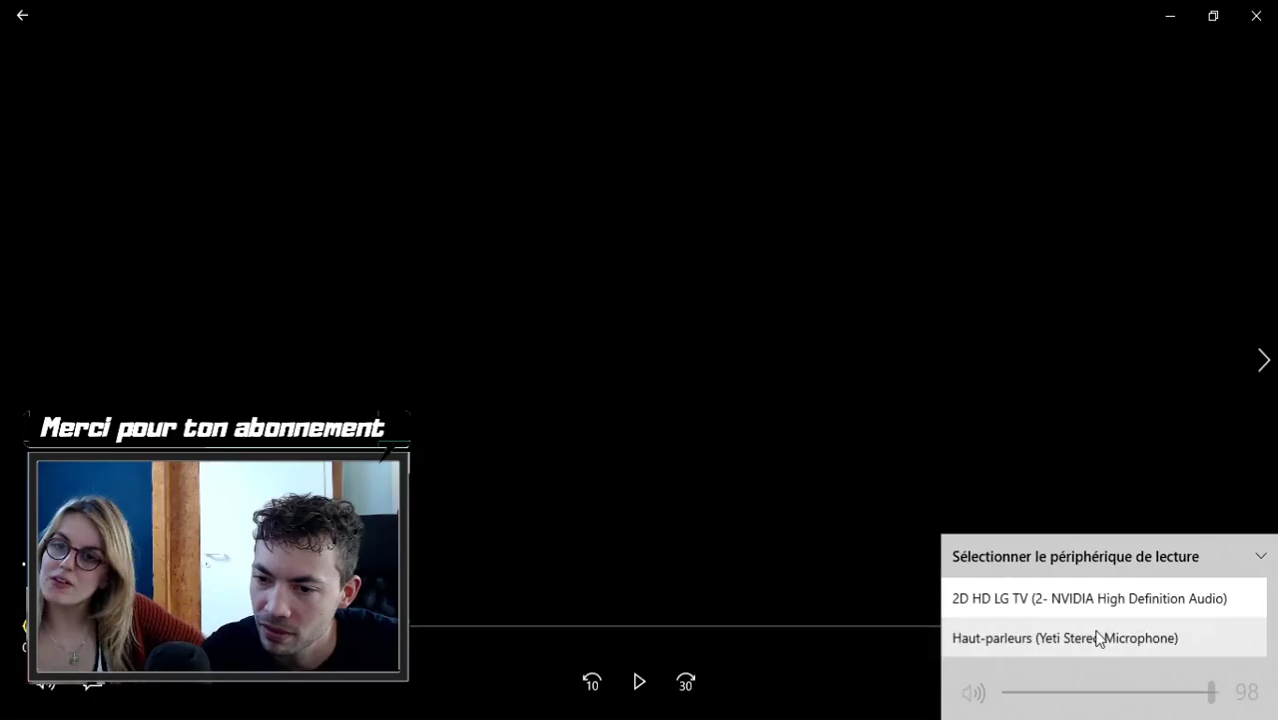 Merci pour ton abonnement
Sélectionner le périphérique de lecture
2D HD LG TV (2- NVIDIA High Definition Audio)
Haut-parleurs (Yeti Stereo Microphone)
10
30
98